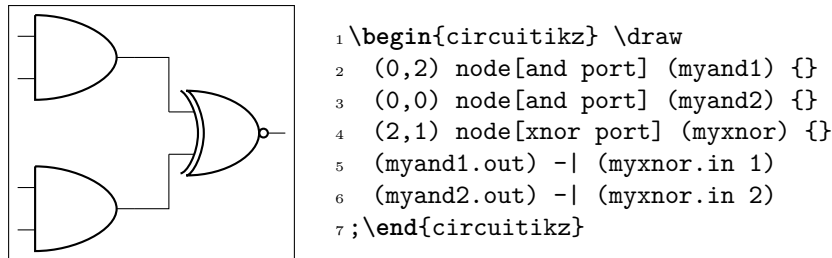 1 \begin{circuitikz} \draw
2 (0,2) node[and port] (myand1) {}
3 (0,0) node[and port] (myand2) {}
4 (2,1) node[xnor port] (myxnor) {}
5 (myand1.out) -| (myxnor.in 1)
6 (myand2.out) -| (myxnor.in 2)
7 ;\end{circuitikz}